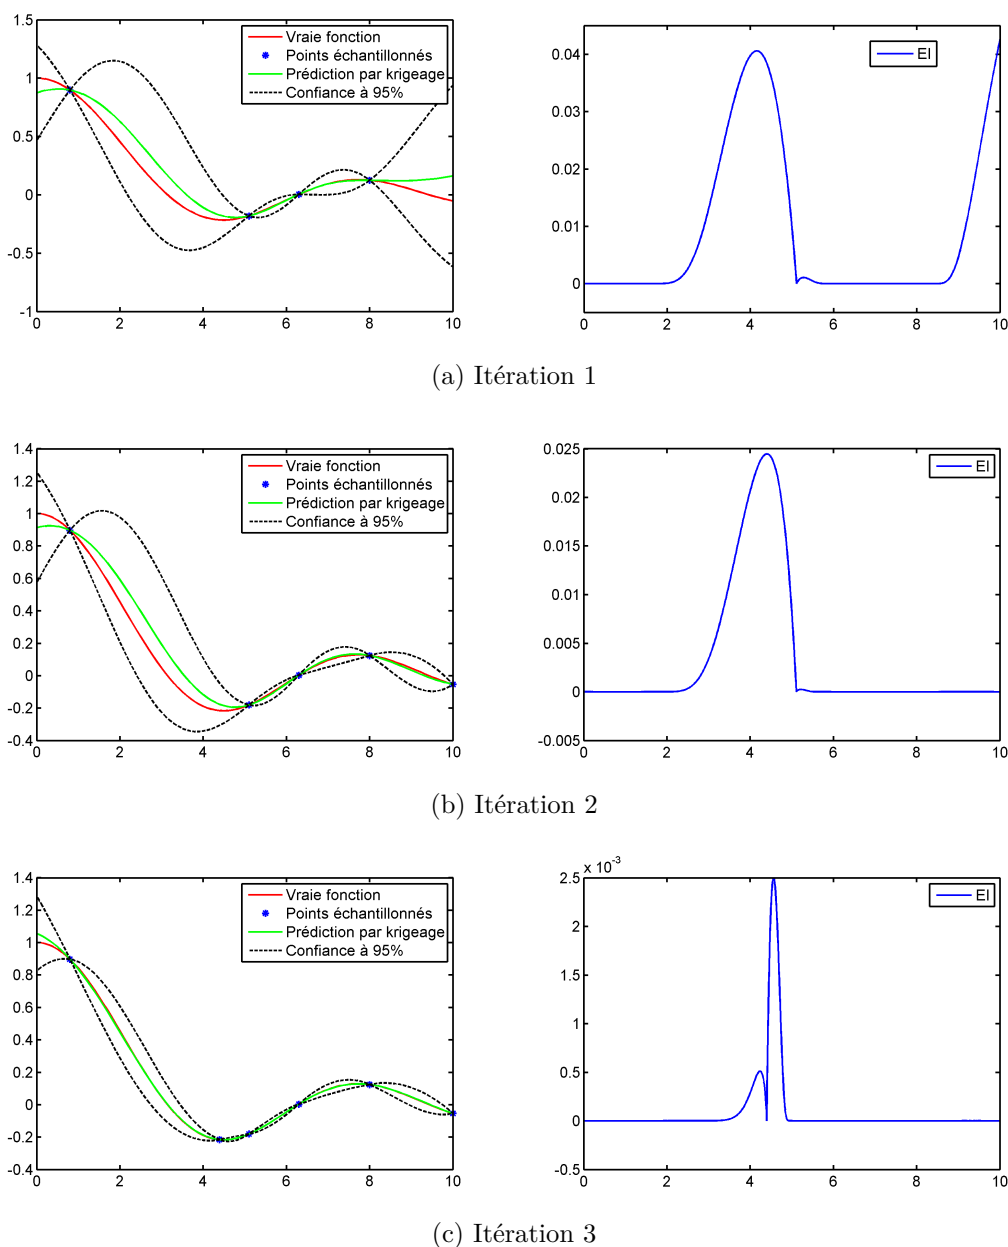 1.5
1
0.5
0
-0.5
-1
0 2 4 6 8 10
Vraie fonction
Points échantillonnés
Prédiction par krigeage
Confiance à 95%
0.04
0.03
0.02
0.01
0
0 2 4 6 8 10
EI
(a) Itération 1
1.4
1.2
1
0.8
0.6
0.4
0.2
0
-0.2
-0.4
0 2 4 6 8 10
Vraie fonction
Points échantillonnés
Prédiction par krigeage
Confiance à 95%
0.025
0.02
0.015
0.01
0.005
0
-0.005
0 2 4 6 8 10
EI
(b) Itération 2
1.4
1.2
1
0.8
0.6
0.4
0.2
0
-0.2
-0.4
0 2 4 6 8 10
Vraie fonction
Points échantillonnés
Prédiction par krigeage
Confiance à 95%
x 10⁻³
2.5
2
1.5
1
0.5
0
-0.5
0 2 4 6 8 10
EI
(c) Itération 3